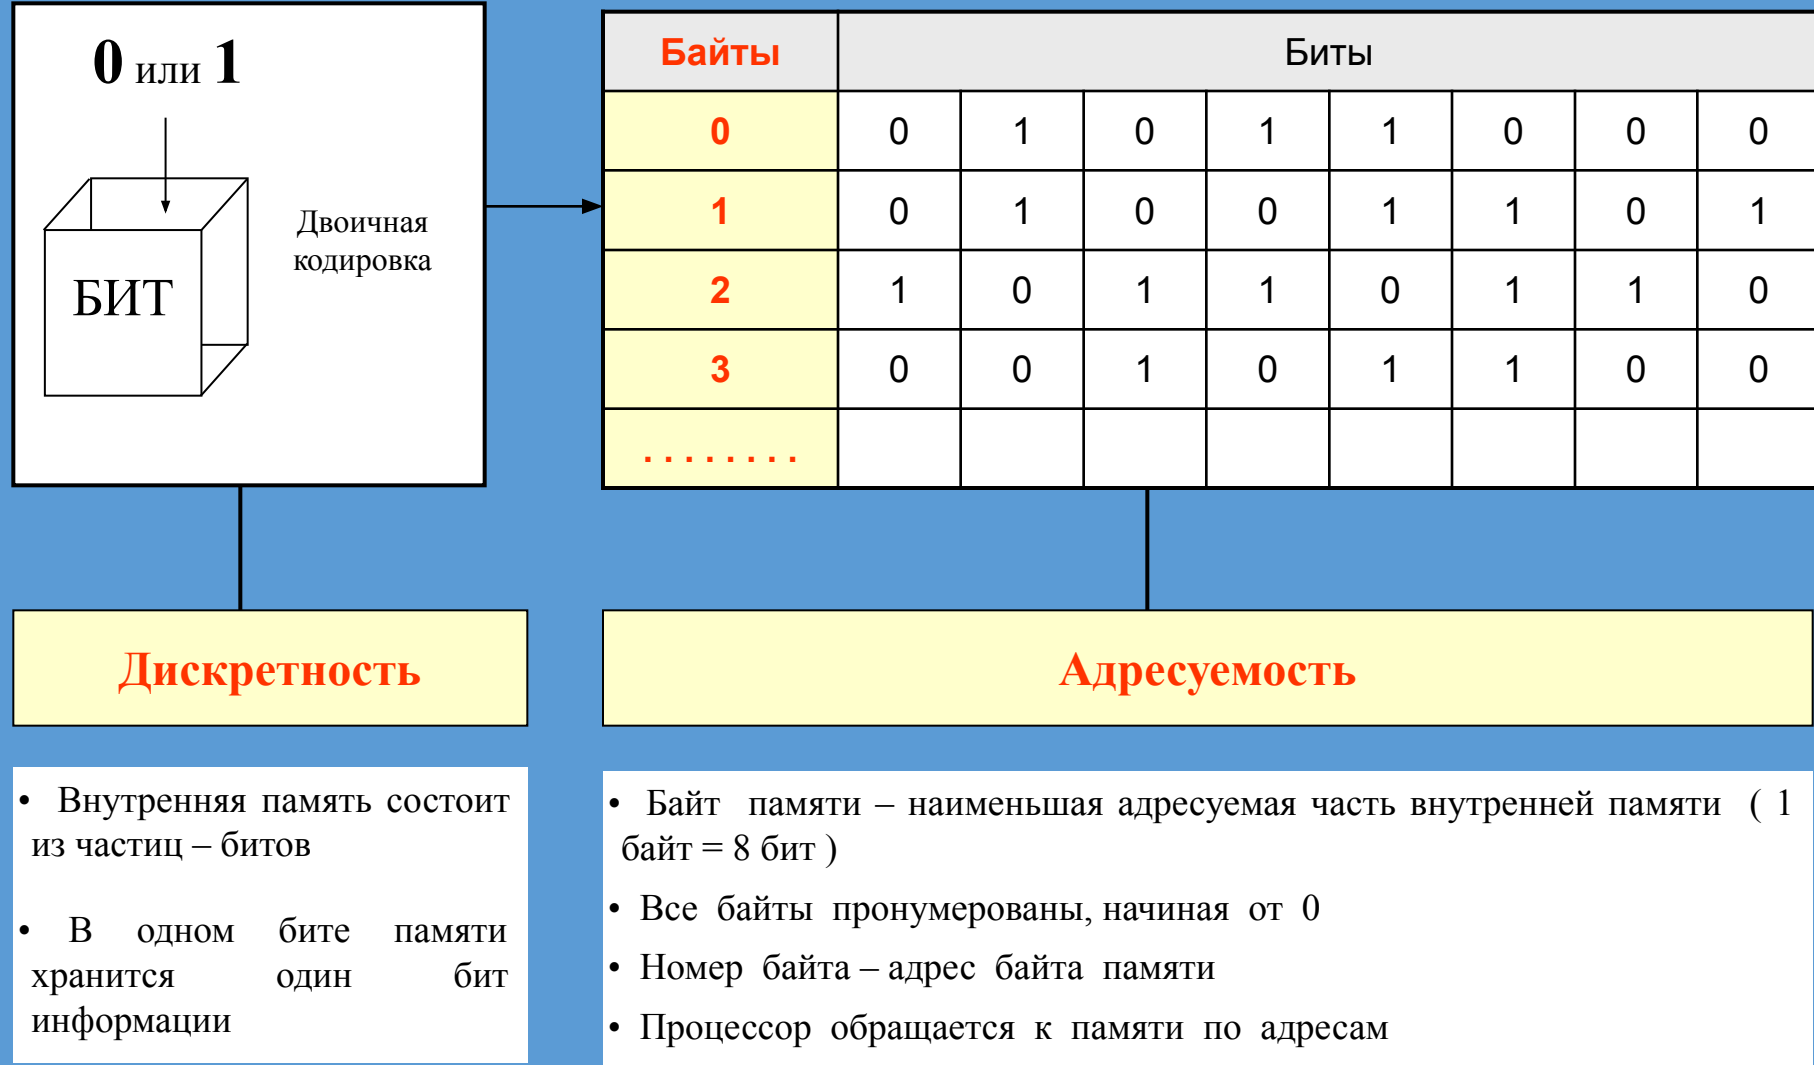 0 или 1
БИТ
Двоичная
кодировка
Байты Биты
0 0 1 0 1 1 0 0 0
1 0 1 0 0 1 1 0 1
2 1 0 1 1 0 1 1 0
3 0 0 1 0 1 1 0 0
. . . . . . . .
Дискретность
• Внутренняя память состоит
из частиц – битов
• В одном бите памяти
хранится один бит
информации
Адресуемость
• Байт памяти – наименьшая адресуемая часть внутренней памяти ( 1
байт = 8 бит )
• Все байты пронумерованы, начиная от 0
• Номер байта – адрес байта памяти
• Процессор обращается к памяти по адресам